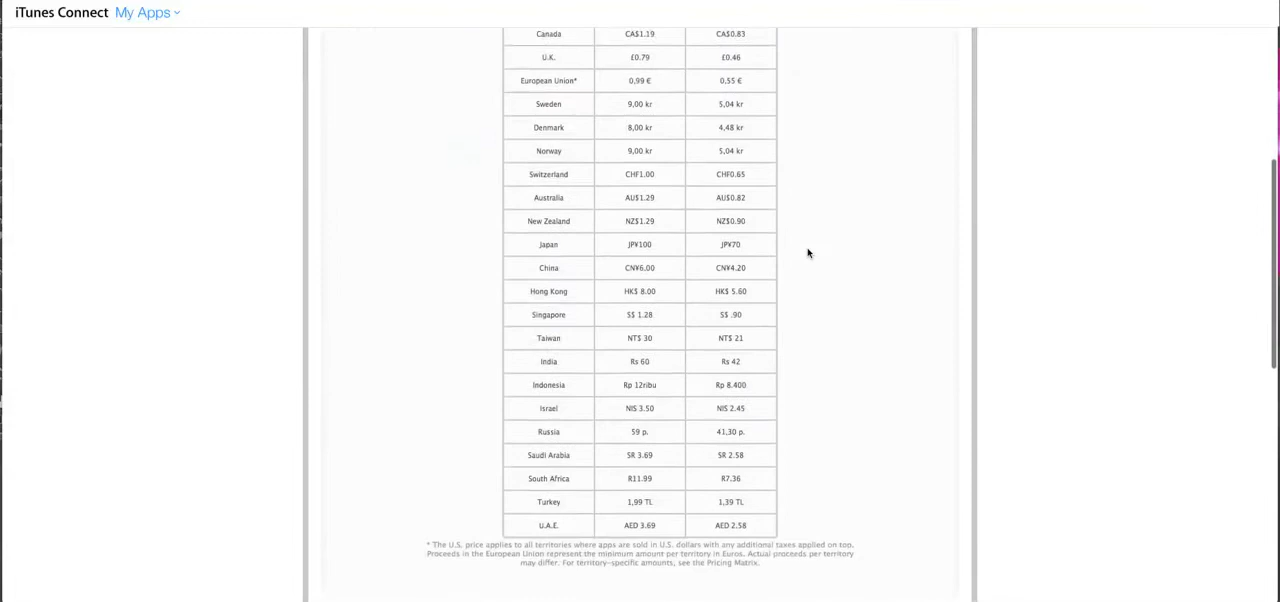 iTunes Connect My Apps
Canada CA$1.19 CA$0.83
U.K. £0.79 £0.46
European Union* 0,99 € 0,55 €
Sweden 9,00 kr 5,04 kr
Denmark 8,00 kr 4,48 kr
Norway 9,00 kr 5,04 kr
Switzerland CHF1.00 CHF0.65
Australia AU$1.29 AU$0.82
New Zealand NZ$1.29 NZ$0.90
Japan JP¥100 JP¥70
China CN¥6.00 CN¥4.20
Hong Kong HK$ 8.00 HK$ 5.60
Singapore S$ 1.28 S$ .90
Taiwan NT$ 30 NT$ 21
India Rs 60 Rs 42
Indonesia Rp 12ribu Rp 8.400
Israel NIS 3.50 NIS 2.45
Russia 59 р. 41,30 р.
Saudi Arabia SR 3.69 SR 2.58
South Africa R11.99 R7.36
Turkey 1,99 TL 1,39 TL
U.A.E. AED 3.69 AED 2.58
* The U.S. price applies to all territories where apps are sold in U.S. dollars with any additional taxes applied on top.
Proceeds in the European Union represent the minimum amount per territory in Euros. Actual proceeds per territory
may differ. For territory-specific amounts, see the Pricing Matrix.